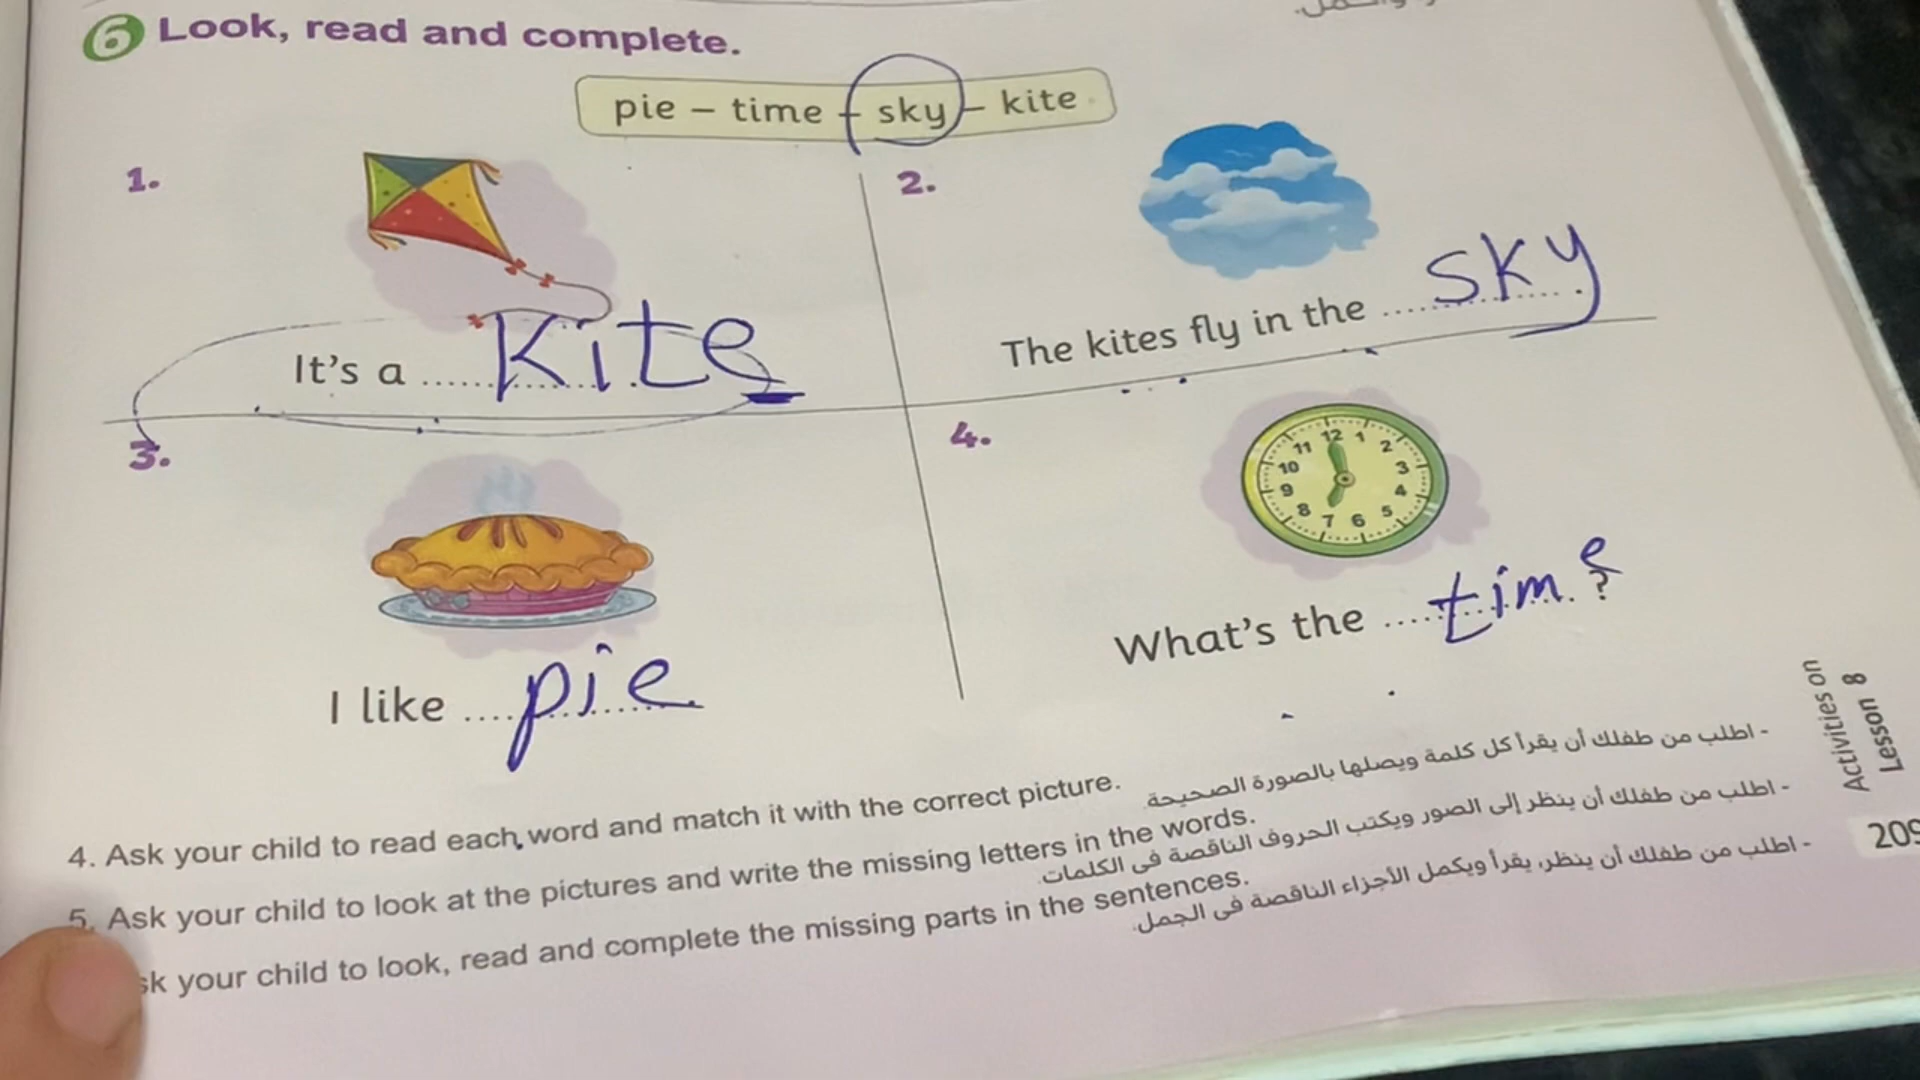 6 Look, read and complete.
pie – time – sky – kite
1.
It's a ...... Kite
2.
The kites fly in the ...... sky .
3.
I like .... pie
4.
12 1 2 3 4 5 6 7 8 9 10 11
What's the .... time ?
4. Ask your child to read each word and match it with the correct picture.
- اطلب من طفلك أن يقرأ كل كلمة ويصلها بالصورة الصحيحة.
5. Ask your child to look at the pictures and write the missing letters in the words.
- اطلب من طفلك أن ينظر إلى الصور ويكتب الحروف الناقصة فى الكلمات.
sk your child to look, read and complete the missing parts in the sentences.
- اطلب من طفلك أن ينظر، يقرأ ويكمل الأجزاء الناقصة فى الجمل.
Activities on
Lesson 8
209